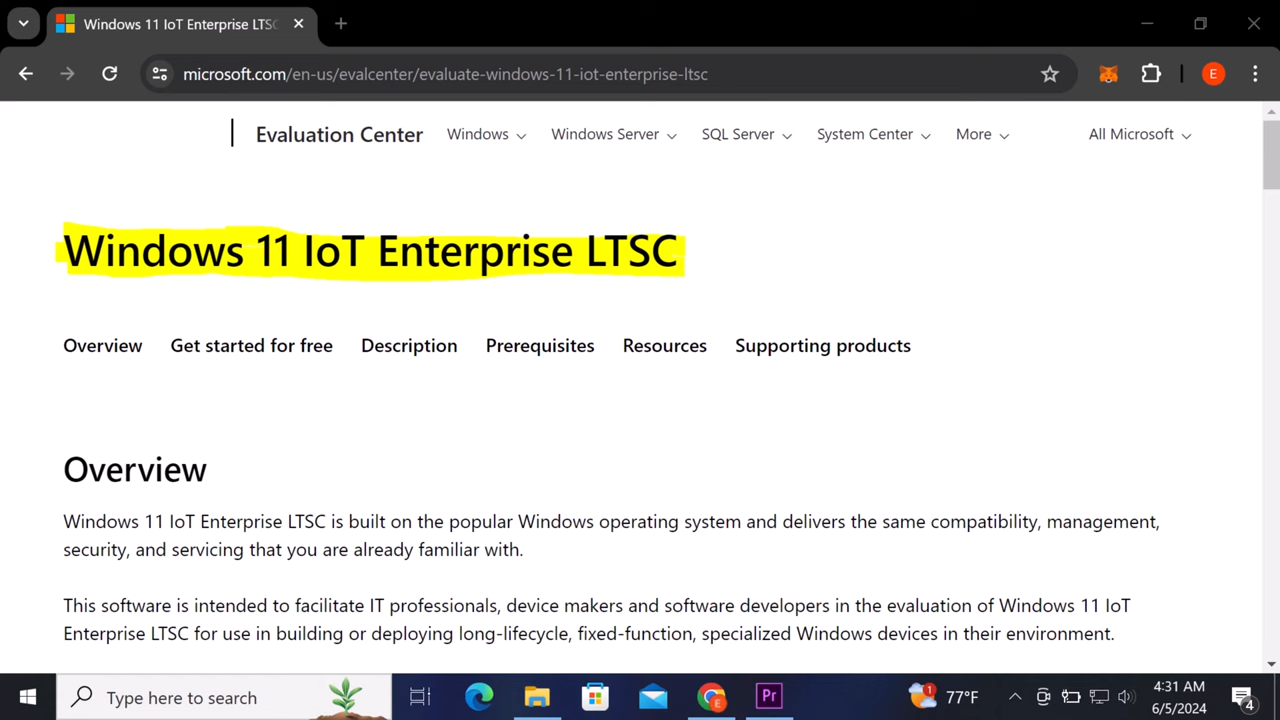 Windows 11 IoT Enterprise LTSC
microsoft.com/en-us/evalcenter/evaluate-windows-11-iot-enterprise-ltsc
E
Evaluation Center Windows Windows Server SQL Server System Center More All Microsoft
Windows 11 IoT Enterprise LTSC
Overview Get started for free Description Prerequisites Resources Supporting products
Overview
Windows 11 IoT Enterprise LTSC is built on the popular Windows operating system and delivers the same compatibility, management,
security, and servicing that you are already familiar with.
This software is intended to facilitate IT professionals, device makers and software developers in the evaluation of Windows 11 IoT
Enterprise LTSC for use in building or deploying long-lifecycle, fixed-function, specialized Windows devices in their environment.
Type here to search
E
Pr
1
77°F
4:31 AM
6/5/2024
4